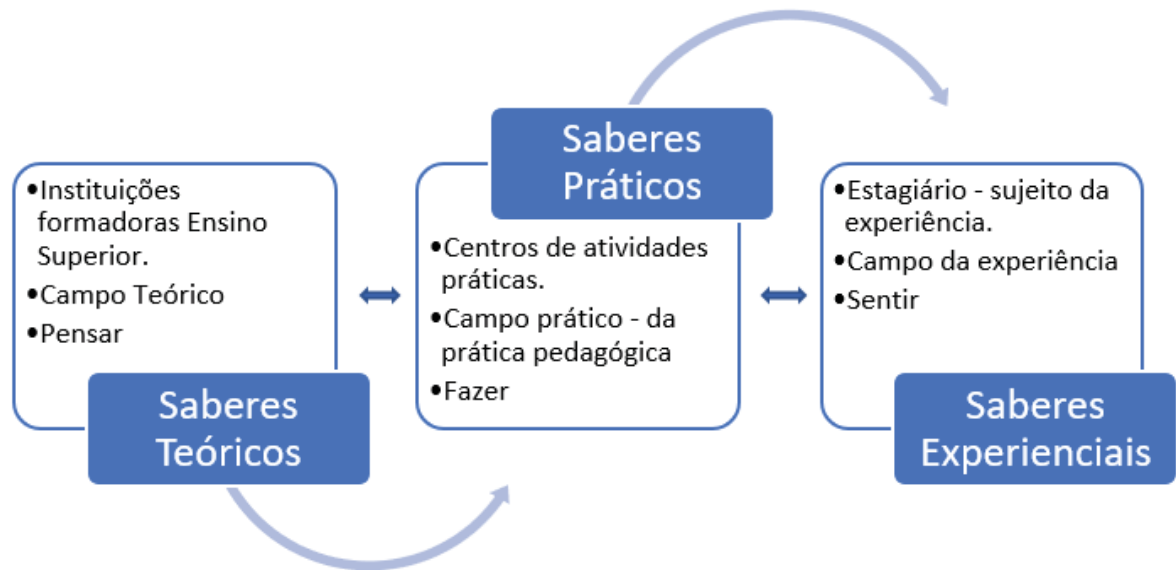 •Instituições
formadoras Ensino
Superior.
•Campo Teórico
•Pensar
Saberes
Teóricos
Saberes
Práticos
•Centros de atividades
práticas.
•Campo prático - da
prática pedagógica
•Fazer
•Estagiário - sujeito da
experiência.
•Campo da experiência
•Sentir
Saberes
Experienciais